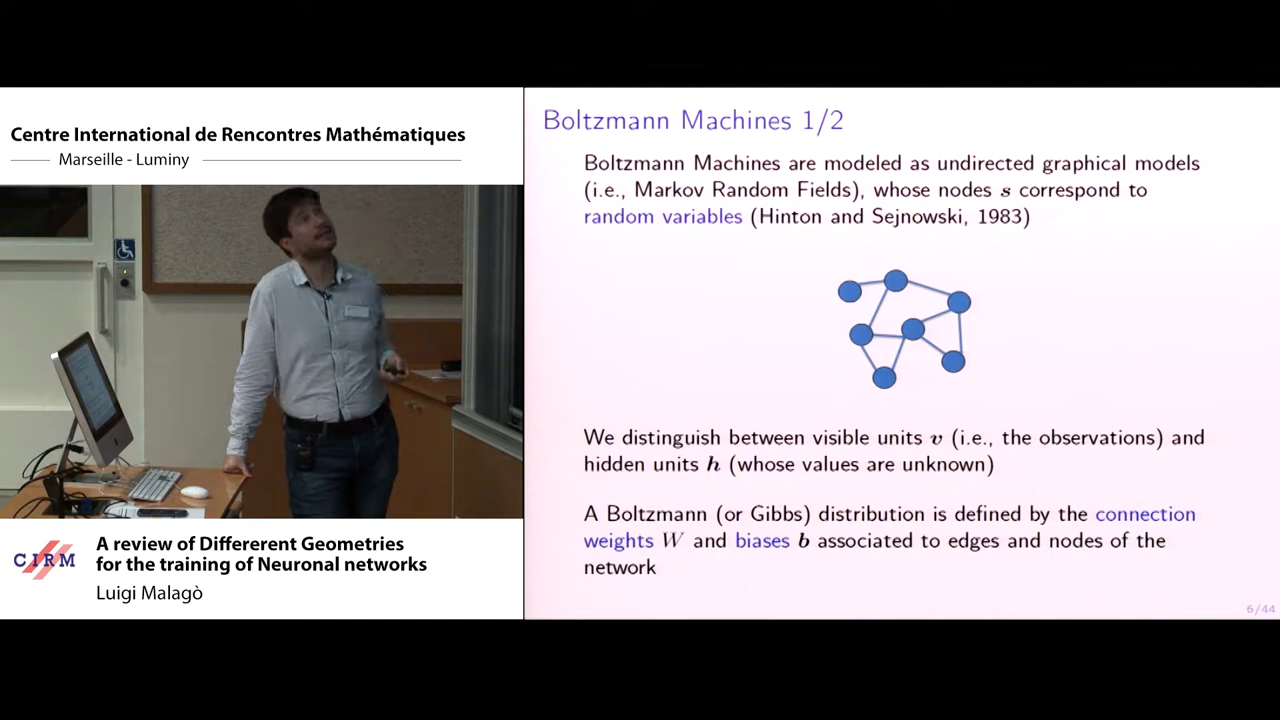 Centre International de Rencontres Mathématiques
Marseille - Luminy
CIRM
A review of Differerent Geometries
for the training of Neuronal networks
Luigi Malagò
Boltzmann Machines 1/2
Boltzmann Machines are modeled as undirected graphical models
(i.e., Markov Random Fields), whose nodes s correspond to
random variables (Hinton and Sejnowski, 1983)
We distinguish between visible units v (i.e., the observations) and
hidden units h (whose values are unknown)
A Boltzmann (or Gibbs) distribution is defined by the connection
weights W and biases b associated to edges and nodes of the
network
6/44